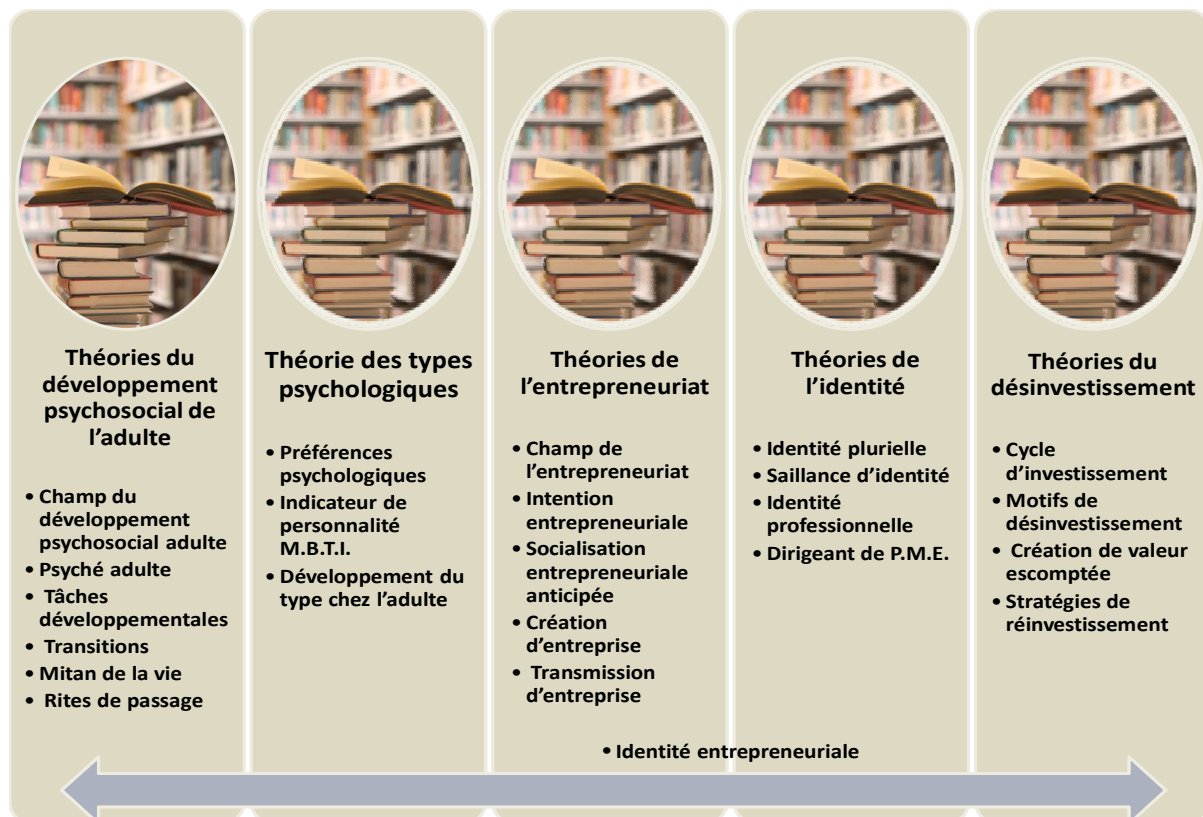 Théories du
développement
psychosocial de
l'adulte
• Champ du
développement
psychosocial adulte
• Psyché adulte
• Tâches
développementales
• Transitions
• Mitan de la vie
• Rites de passage
Théorie des types
psychologiques
• Préférences
psychologiques
• Indicateur de
personnalité
M.B.T.I.
• Développement du
type chez l'adulte
Théories de
l'entrepreneuriat
• Champ de
l'entrepreneuriat
• Intention
entrepreneuriale
• Socialisation
entrepreneuriale
anticipée
• Création
d'entreprise
• Transmission
d'entreprise
Théories de
l'identité
• Identité plurielle
• Saillance d'identité
• Identité
professionnelle
• Dirigeant de P.M.E.
Théories du
désinvestissement
• Cycle
d'investissement
• Motifs de
désinvestissement
• Création de valeur
escomptée
• Stratégies de
réinvestissement
• Identité entrepreneuriale